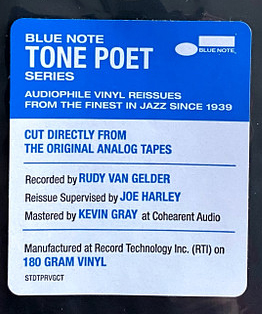 BLUE NOTE
TONE POET
SERIES
BLUE NOTE
AUDIOPHILE VINYL REISSUES
FROM THE FINEST IN JAZZ SINCE 1939
CUT DIRECTLY FROM
THE ORIGINAL ANALOG TAPES
Recorded by RUDY VAN GELDER
Reissue Supervised by JOE HARLEY
Mastered by KEVIN GRAY at Cohearent Audio
Manufactured at Record Technology Inc. (RTI) on
180 GRAM VINYL
STDTPRVGCT